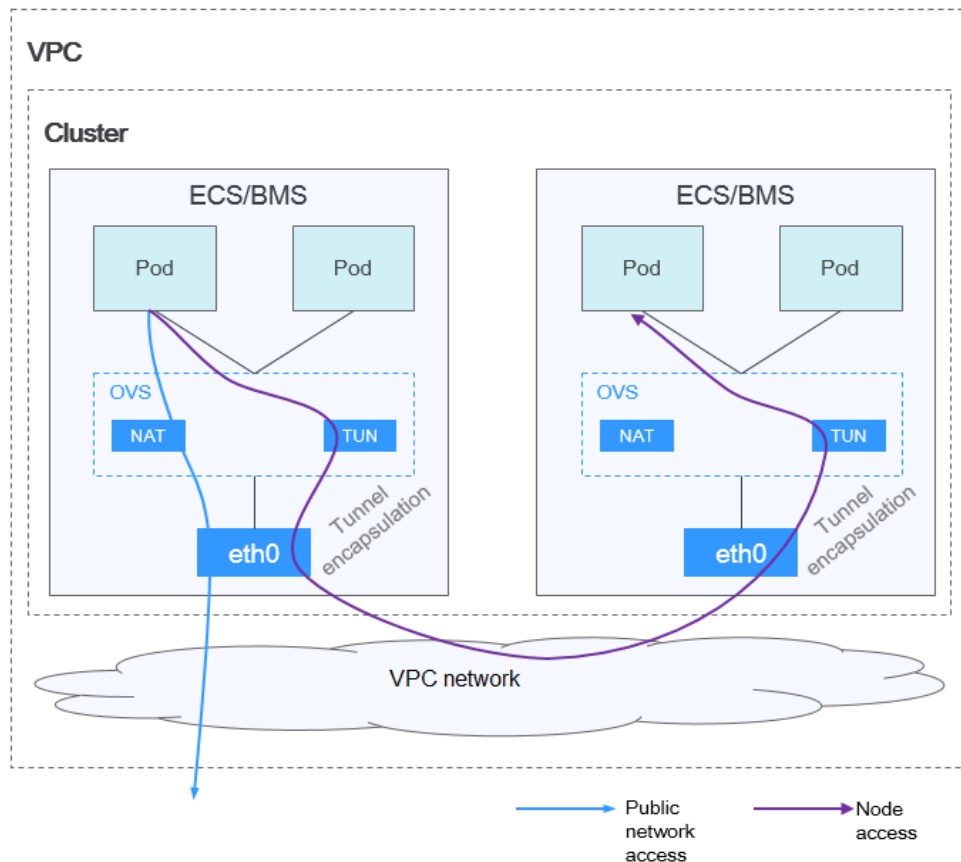 VPC
Cluster
ECS/BMS
Pod
Pod
OVS
NAT
TUN
Tunnel
encapsulation
eth0
ECS/BMS
Pod
Pod
OVS
NAT
TUN
Tunnel
encapsulation
eth0
VPC network
Public
network
access
Node
access